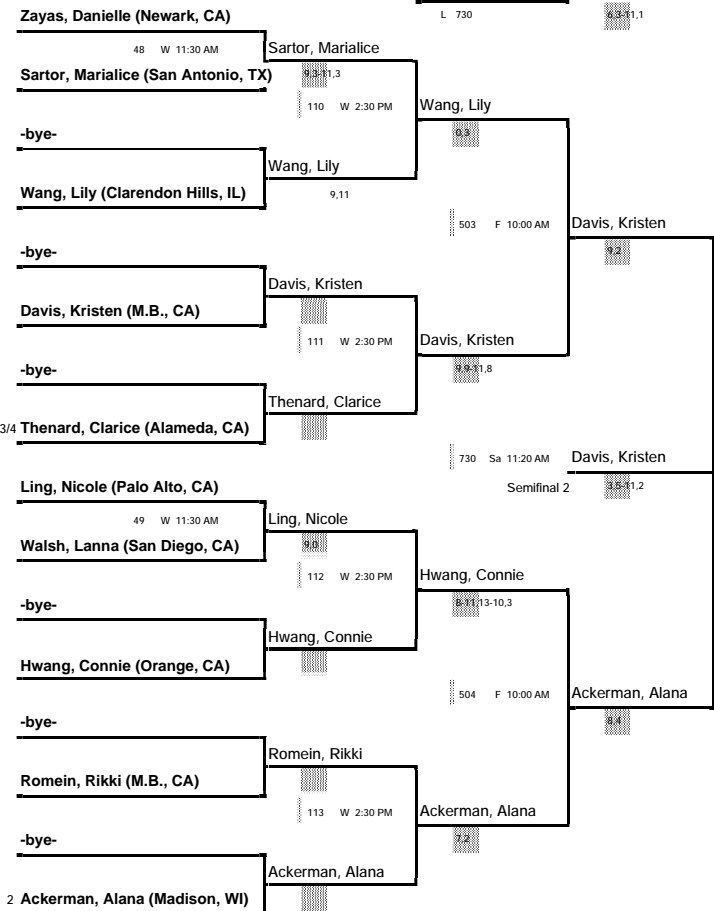 Zayas, Danielle (Newark, CA)
L 730
6,3-11,1
48 W 11:30 AM
Sartor, Marialice
Sartor, Marialice (San Antonio, TX)
9,3-11,3
110 W 2:30 PM
Wang, Lily
-bye-
0,3
Wang, Lily
Wang, Lily (Clarendon Hills, IL)
9,11
503 F 10:00 AM
Davis, Kristen
-bye-
9,2
Davis, Kristen
Davis, Kristen (M.B., CA)
111 W 2:30 PM
Davis, Kristen
-bye-
9,9-11,8
Thenard, Clarice
3/4 Thenard, Clarice (Alameda, CA)
730 Sa 11:20 AM
Davis, Kristen
Ling, Nicole (Palo Alto, CA)
Semifinal 2
3,5-11,2
49 W 11:30 AM
Ling, Nicole
Walsh, Lanna (San Diego, CA)
9,0
112 W 2:30 PM
Hwang, Connie
-bye-
8-11,13-10,3
Hwang, Connie
Hwang, Connie (Orange, CA)
504 F 10:00 AM
Ackerman, Alana
-bye-
8,4
Romein, Rikki
Romein, Rikki (M.B., CA)
113 W 2:30 PM
Ackerman, Alana
-bye-
7,2
Ackerman, Alana
2 Ackerman, Alana (Madison, WI)